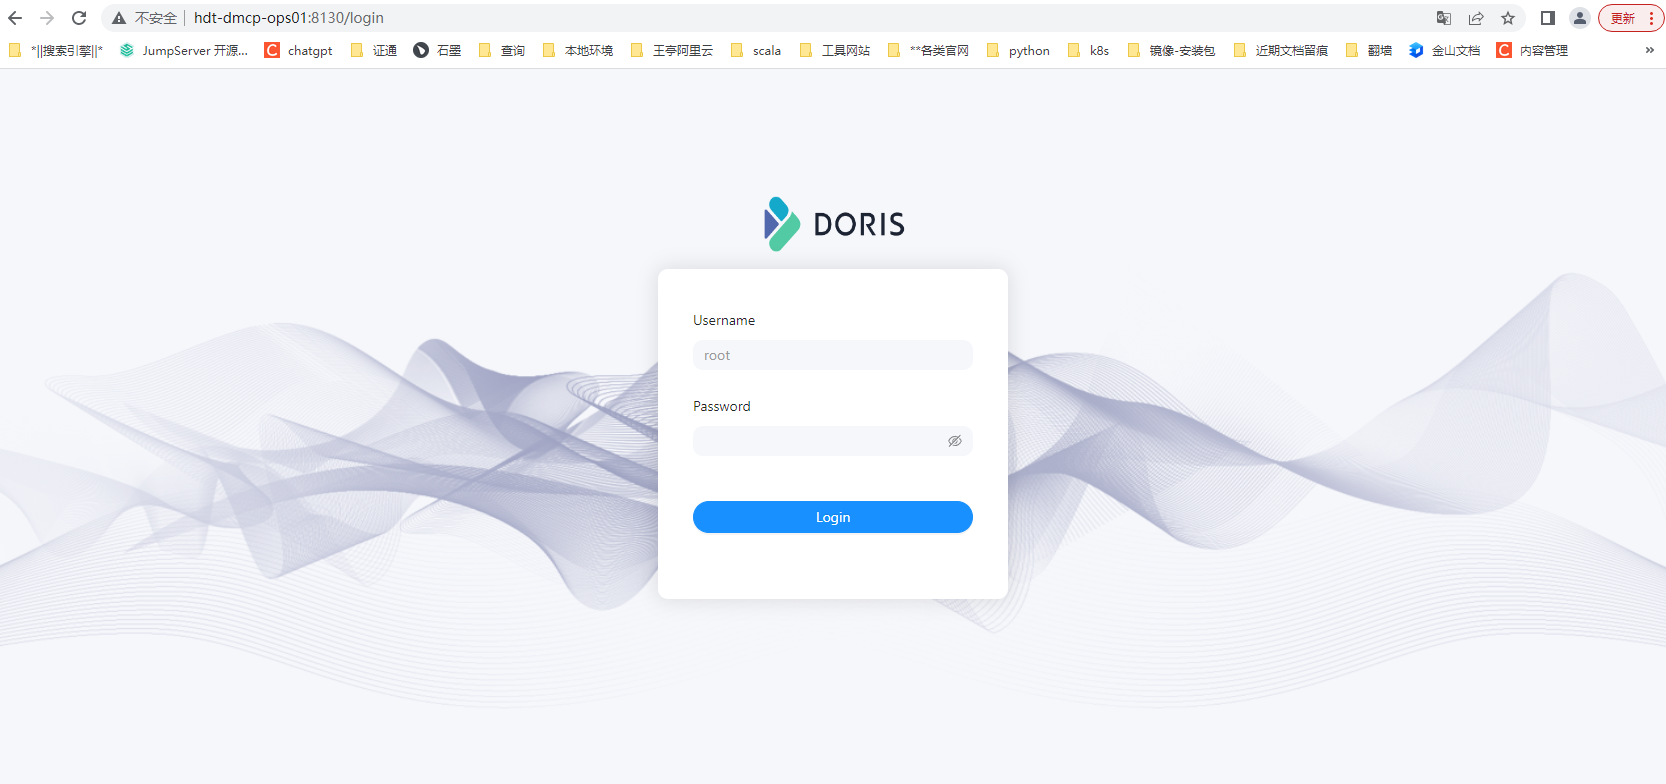 不安全 hdt-dmcp-ops01:8130/login 更新
*||搜索引擎||* JumpServer 开源... chatgpt 证通 石墨 查询 本地环境 王亭阿里云 scala 工具网站 **各类官网 python k8s 镜像-安装包 近期文档留痕 翻墙 金山文档 内容管理 »
DORIS
Username
root
Password
Login